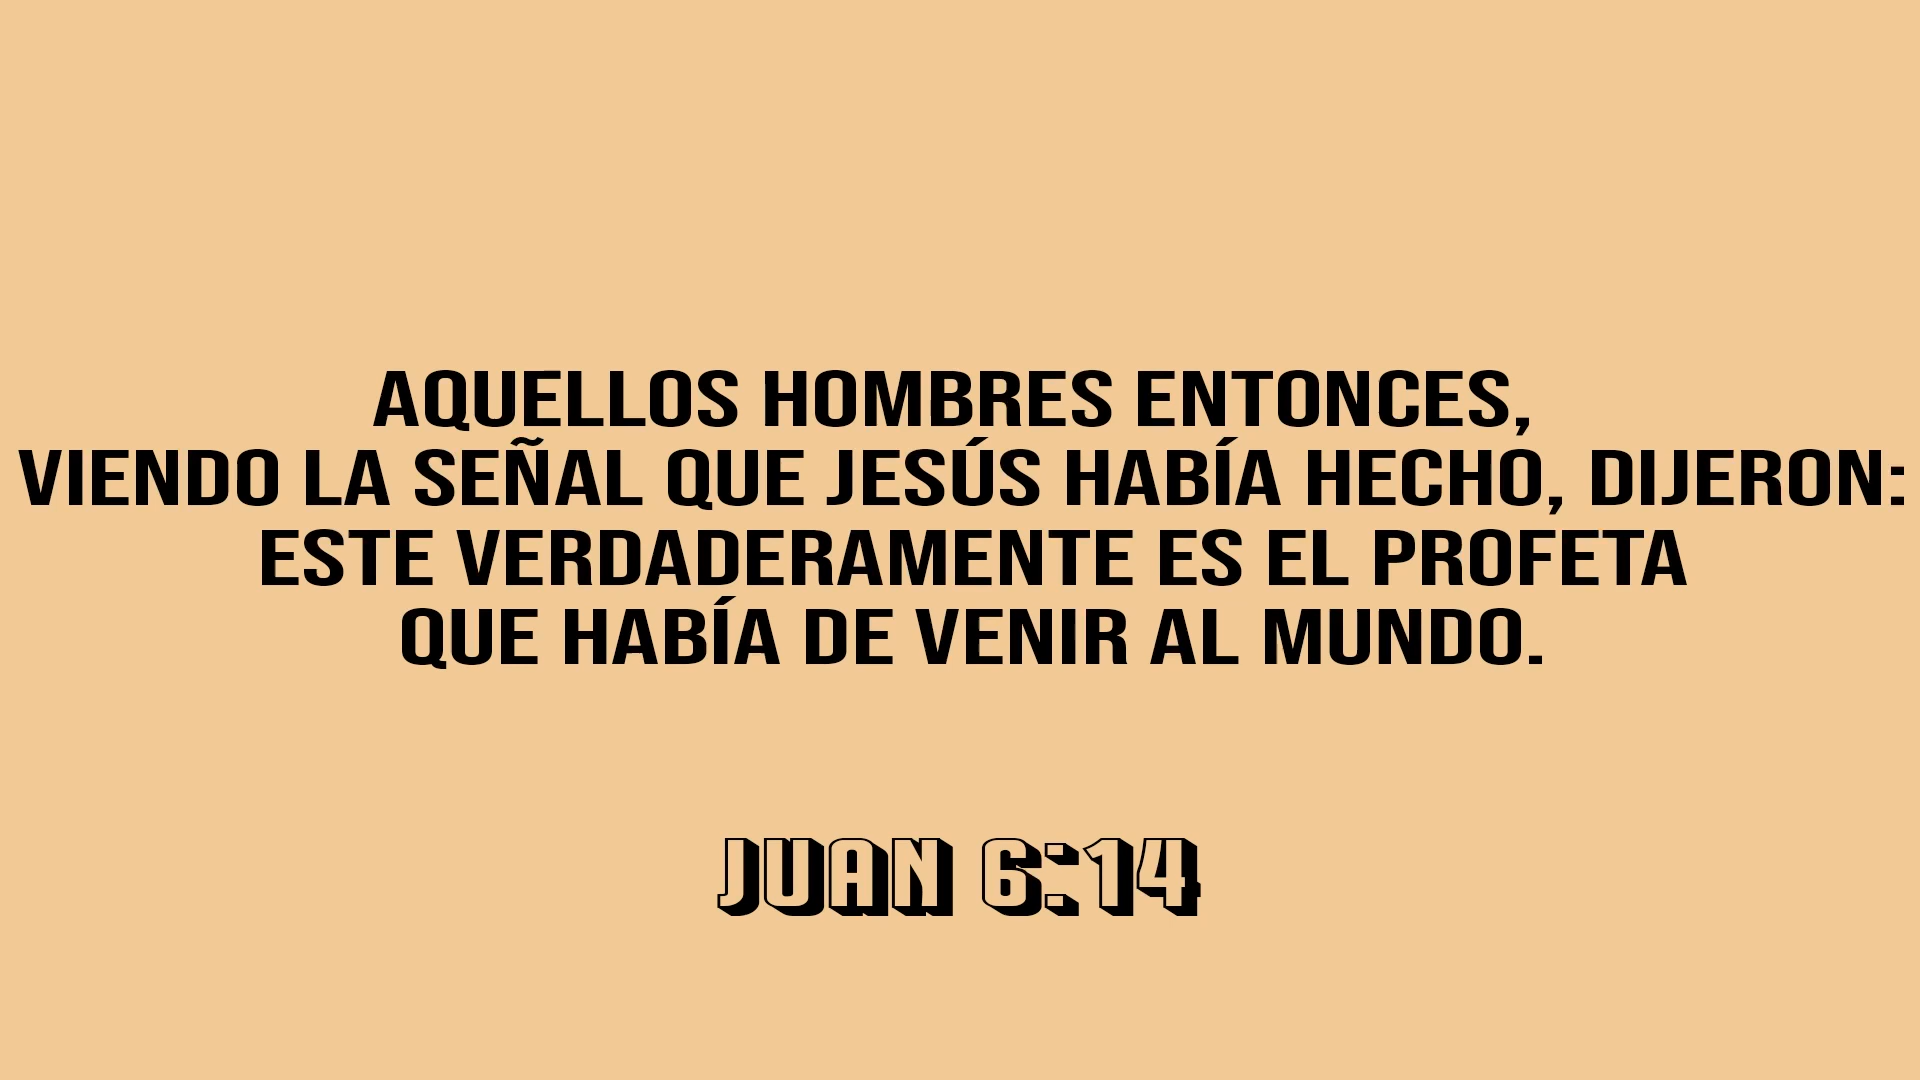 AQUELLOS HOMBRES ENTONCES,
VIENDO LA SEÑAL QUE JESÚS HABÍA HECHO, DIJERON:
ESTE VERDADERAMENTE ES EL PROFETA
QUE HABÍA DE VENIR AL MUNDO.
JUAN 6:14